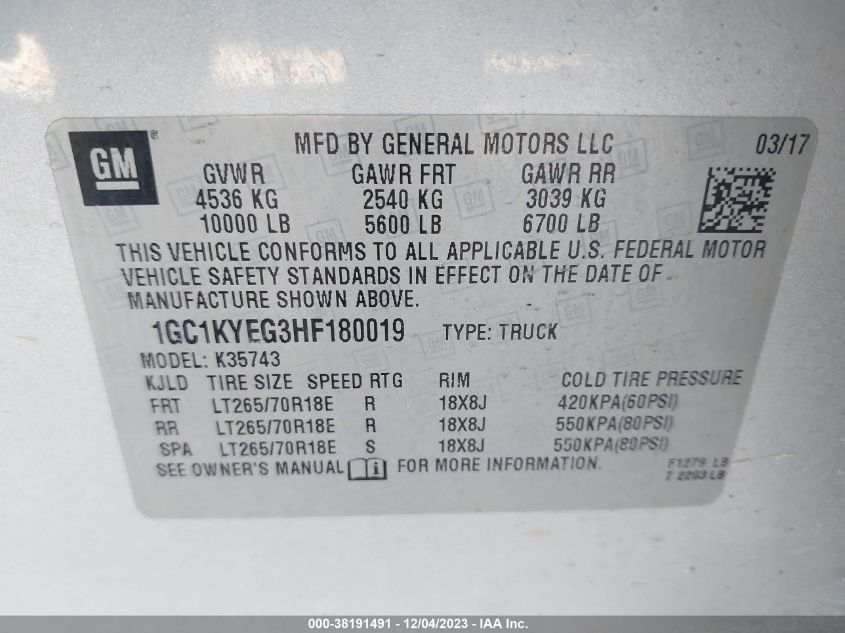 GM ® MFD BY GENERAL MOTORS LLC 03/17
GVWR GAWR FRT GAWR RR
4536 KG 2540 KG 3039 KG
10000 LB 5600 LB 6700 LB
THIS VEHICLE CONFORMS TO ALL APPLICABLE U.S. FEDERAL MOTOR
VEHICLE SAFETY STANDARDS IN EFFECT ON THE DATE OF
MANUFACTURE SHOWN ABOVE.
1GC1KYEG3HF180019 TYPE: TRUCK
MODEL: K35743
KJLD TIRE SIZE SPEED RTG RIM COLD TIRE PRESSURE
FRT LT265/70R18E R 18X8J 420KPA(60PSI)
RR LT265/70R18E R 18X8J 550KPA(80PSI)
SPA LT265/70R18E S 18X8J 550KPA(80PSI)
SEE OWNER'S MANUAL FOR MORE INFORMATION.
F1279 LB
T 2203 LB
000-38191491 - 12/04/2023 - IAA Inc.